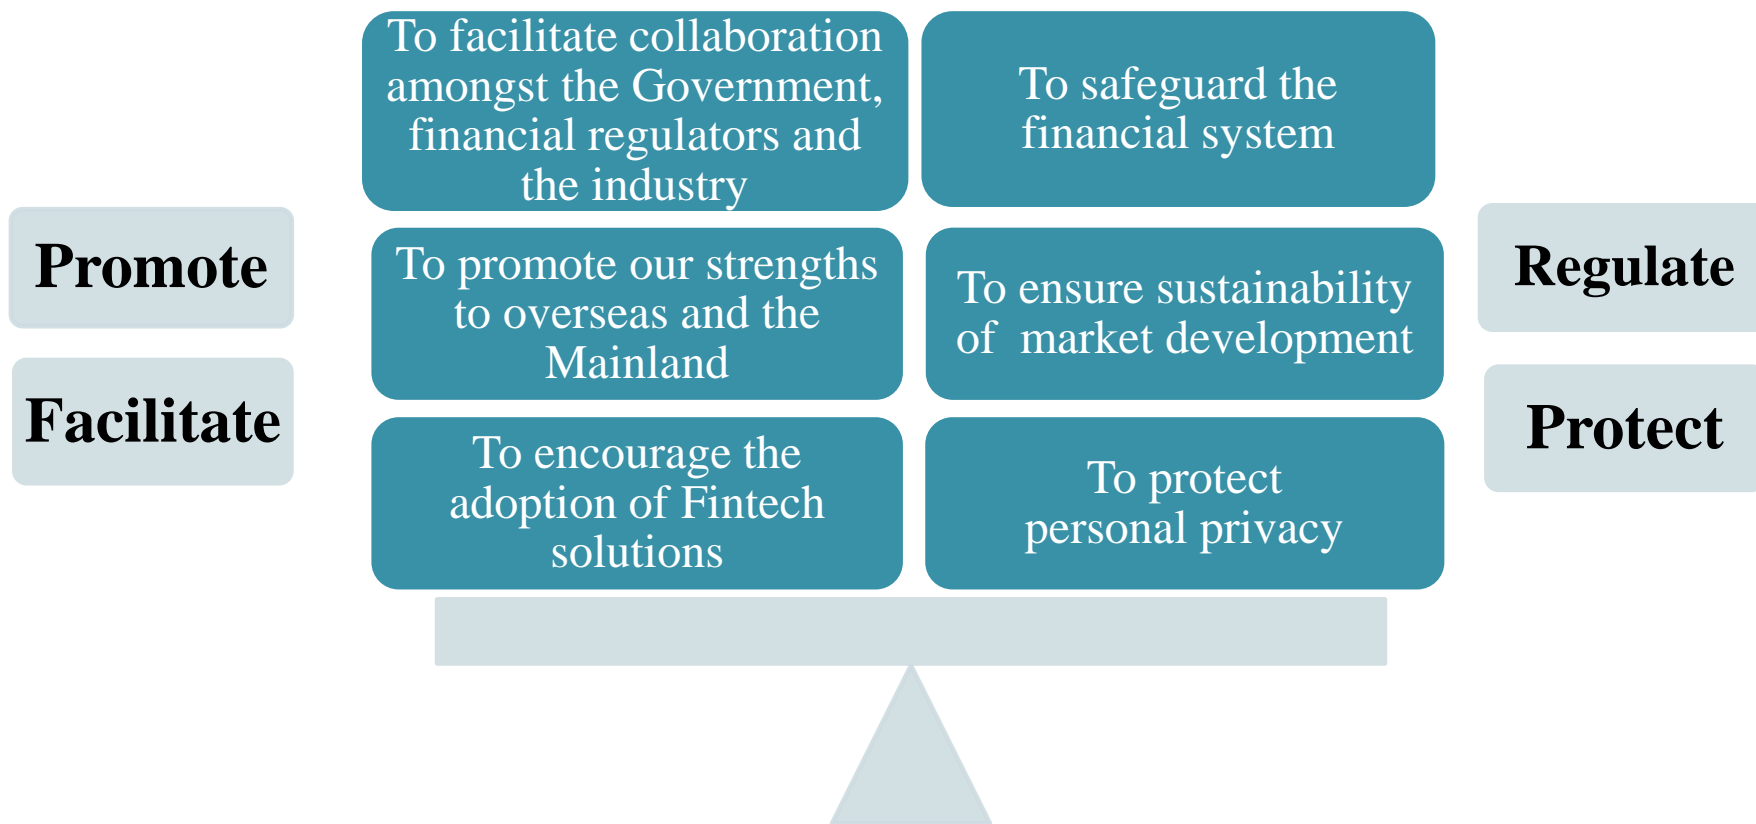 Promote
Facilitate
To facilitate collaboration
amongst the Government,
financial regulators and
the industry
To promote our strengths
to overseas and the
Mainland
To encourage the
adoption of Fintech
solutions
To safeguard the
financial system
To ensure sustainability
of  market development
To protect
personal privacy
Regulate
Protect